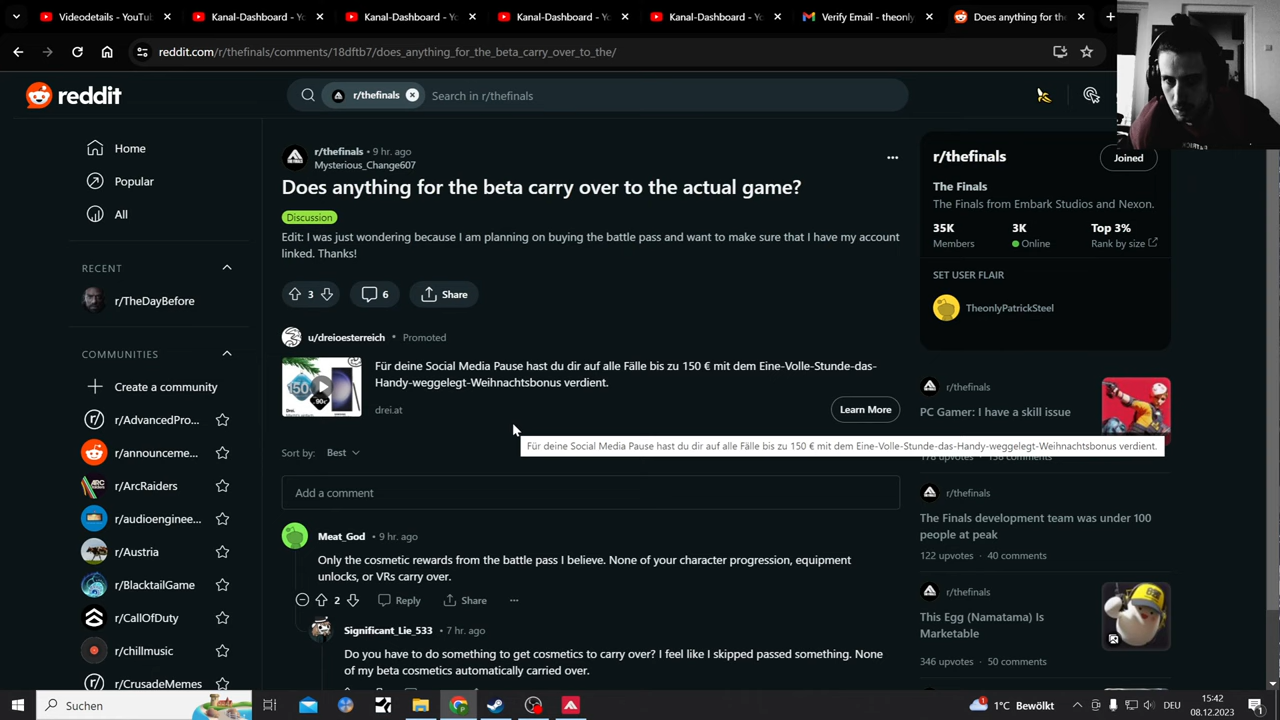 Videodetails - YouTu
Kanal-Dashboard - Yo
Kanal-Dashboard - Yo
Kanal-Dashboard - Yo
Kanal-Dashboard - Yo
Verify Email - theonly
Does anything for the
reddit.com/r/thefinals/comments/18dftb7/does_anything_for_the_beta_carry_over_to_the/
reddit
r/thefinals
Search in r/thefinals
Home
Popular
All
RECENT
r/TheDayBefore
COMMUNITIES
Create a community
r/AdvancedPro...
r/announceme...
r/ArcRaiders
r/audioenginee...
r/Austria
r/BlacktailGame
r/CallOfDuty
r/chillmusic
r/CrusadeMemes
r/thefinals • 9 hr. ago
Mysterious_Change607
Does anything for the beta carry over to the actual game?
Discussion
Edit: I was just wondering because I am planning on buying the battle pass and want to make sure that I have my account
linked. Thanks!
3
6
Share
u/dreioesterreich • Promoted
Für deine Social Media Pause hast du dir auf alle Fälle bis zu 150 € mit dem Eine-Volle-Stunde-das-
Handy-weggelegt-Weihnachtsbonus verdient.
drei.at
Learn More
Für deine Social Media Pause hast du dir auf alle Fälle bis zu 150 € mit dem Eine-Volle-Stunde-das-Handy-weggelegt-Weihnachtsbonus verdient.
Sort by: Best
Add a comment
Meat_God • 9 hr. ago
Only the cosmetic rewards from the battle pass I believe. None of your character progression, equipment
unlocks, or VRs carry over.
2
Reply
Share
Significant_Lie_533 • 7 hr. ago
Do you have to do something to get cosmetics to carry over? I feel like I skipped passed something. None
of my beta cosmetics automatically carried over.
r/thefinals
Joined
The Finals
The Finals from Embark Studios and Nexon.
35K
3K
Top 3%
Members
Online
Rank by size
SET USER FLAIR
TheonlyPatrickSteel
r/thefinals
PC Gamer: I have a skill issue
r/thefinals
The Finals development team was under 100
people at peak
122 upvotes • 40 comments
r/thefinals
This Egg (Namatama) Is
Marketable
346 upvotes • 50 comments
Suchen
1°C Bewölkt
DEU
15:42
08.12.2023